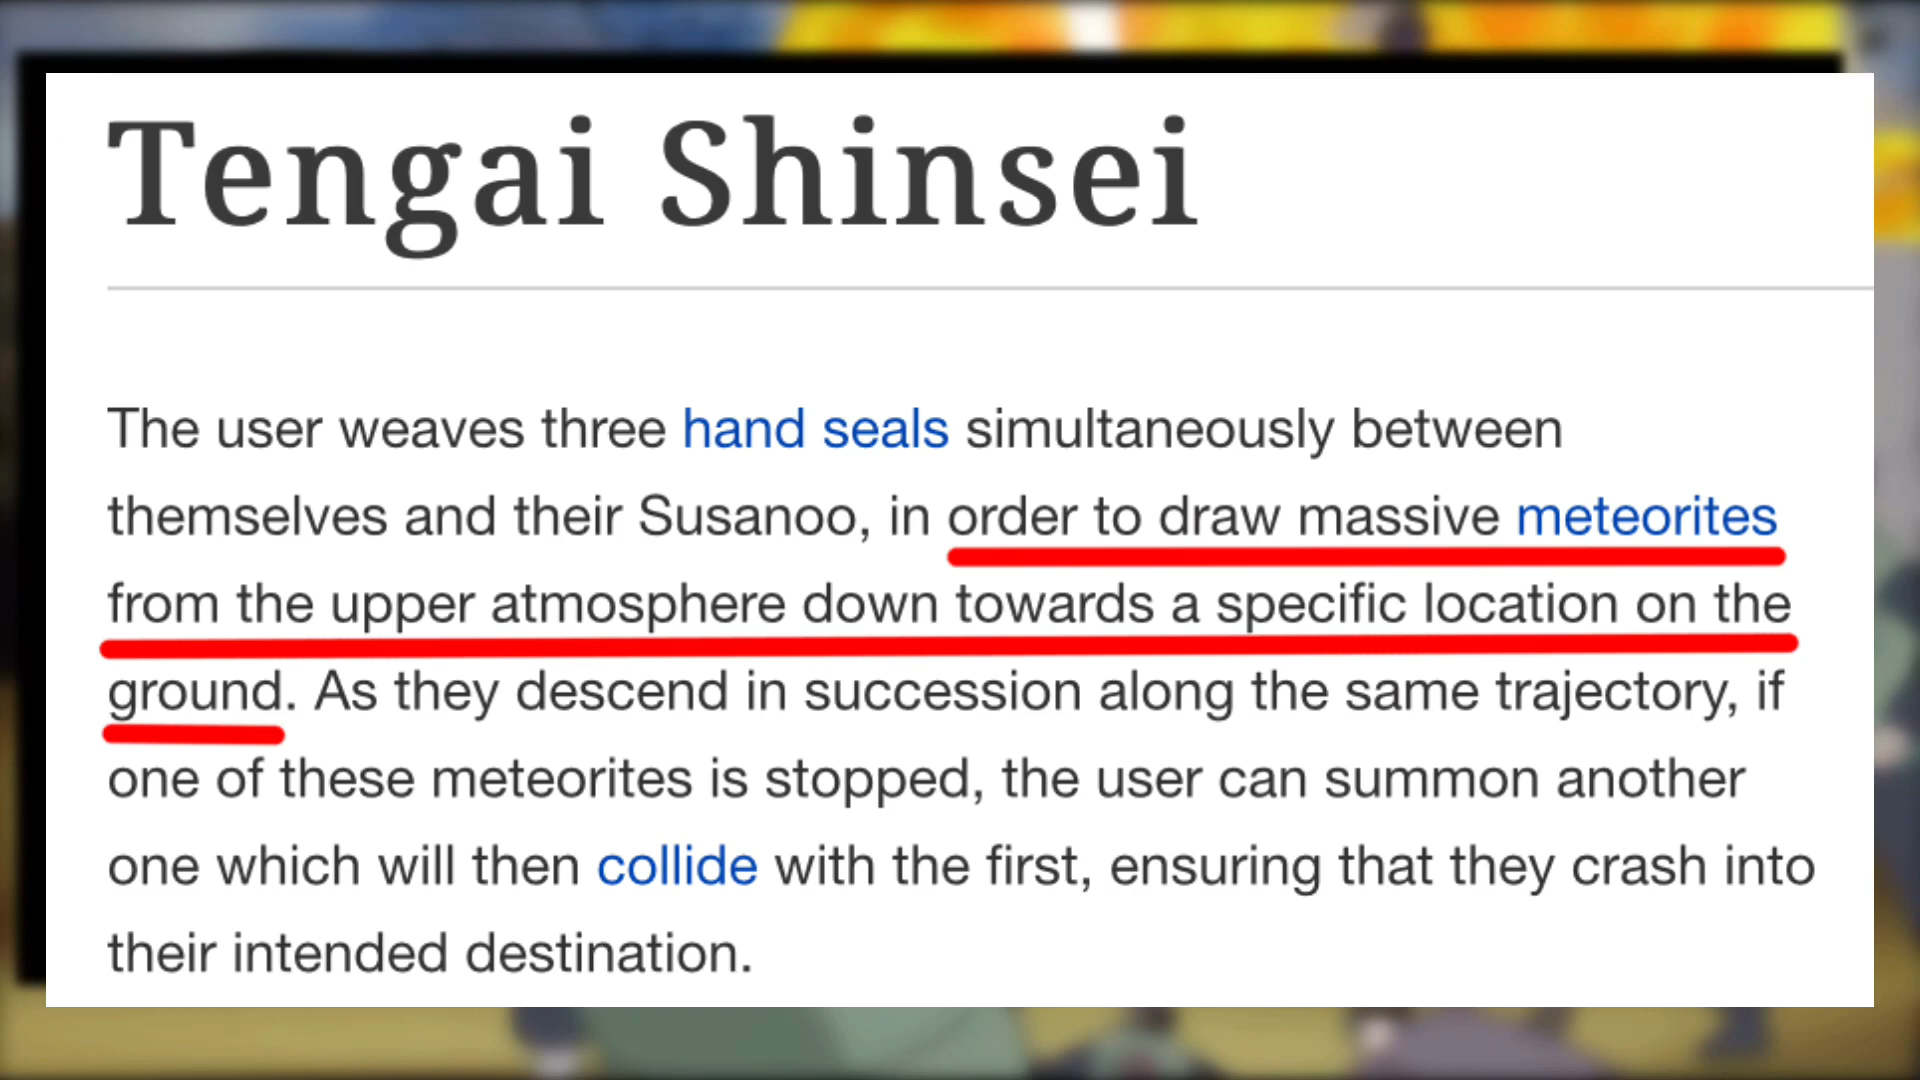 Tengai Shinsei
The user weaves three hand seals simultaneously between
themselves and their Susanoo, in order to draw massive meteorites
from the upper atmosphere down towards a specific location on the
ground. As they descend in succession along the same trajectory, if
one of these meteorites is stopped, the user can summon another
one which will then collide with the first, ensuring that they crash into
their intended destination.